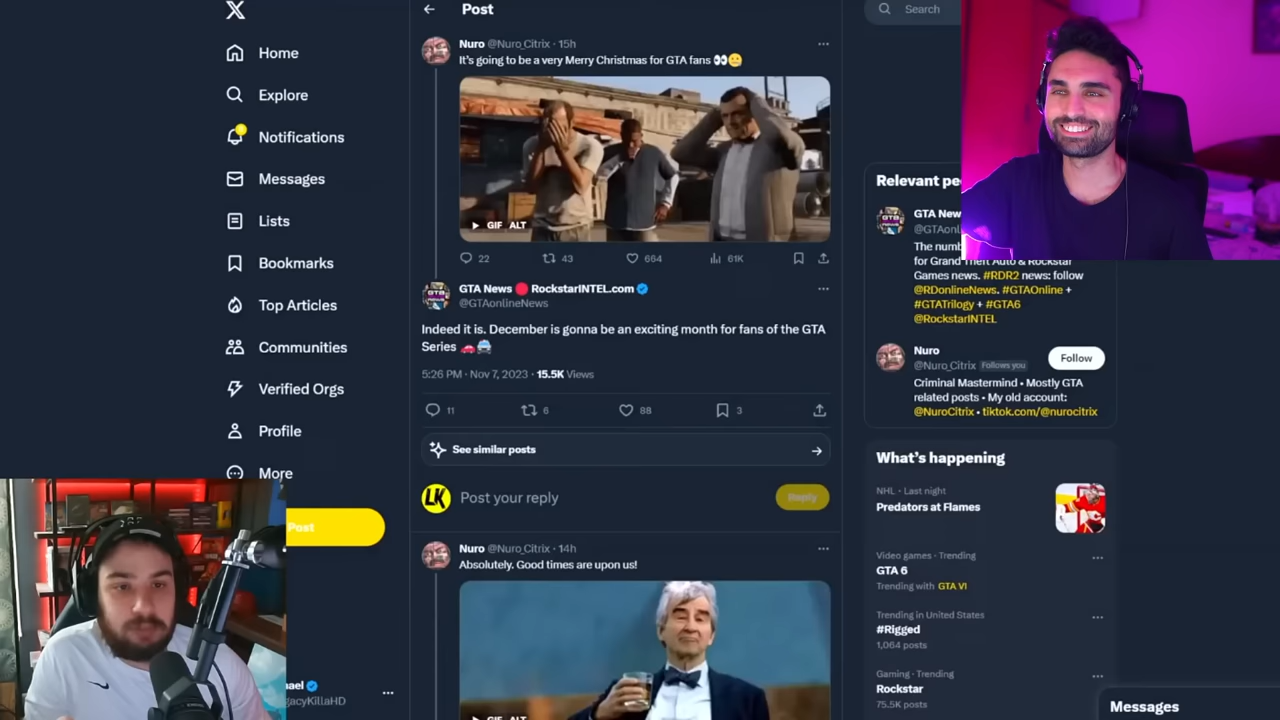 Home
Explore
Notifications
Messages
Lists
Bookmarks
Top Articles
Communities
Verified Orgs
Profile
More
Post
LegacyKillaHD
Post
Nuro @Nuro_Citrix · 15h
It's going to be a very Merry Christmas for GTA fans 👀😬
GIF ALT
22 43 664 61K
GTA News 🔴 RockstarINTEL.com
@GTAonlineNews
Indeed it is. December is gonna be an exciting month for fans of the GTA
Series 🚗🚔
5:26 PM · Nov 7, 2023 · 15.5K Views
11 6 88 3
See similar posts
LK
Post your reply
Reply
Nuro @Nuro_Citrix · 14h
Absolutely. Good times are upon us!
GIF ALT
Search
Relevant pe
GTA New
@GTAonl
The numb
for Grand Theft Auto & Rockstar
Games news. #RDR2 news: follow
@RDonlineNews. #GTAOnline +
#GTATrilogy + #GTA6
@RockstarINTEL
Nuro
@Nuro_Citrix Follows you
Follow
Criminal Mastermind • Mostly GTA
related posts • My old account:
@NuroCitrix • tiktok.com/@nurocitrix
What's happening
NHL · Last night
Predators at Flames
Video games · Trending
GTA 6
Trending with GTA VI
Trending in United States
#Rigged
1,064 posts
Gaming · Trending
Rockstar
75.5K posts
Messages